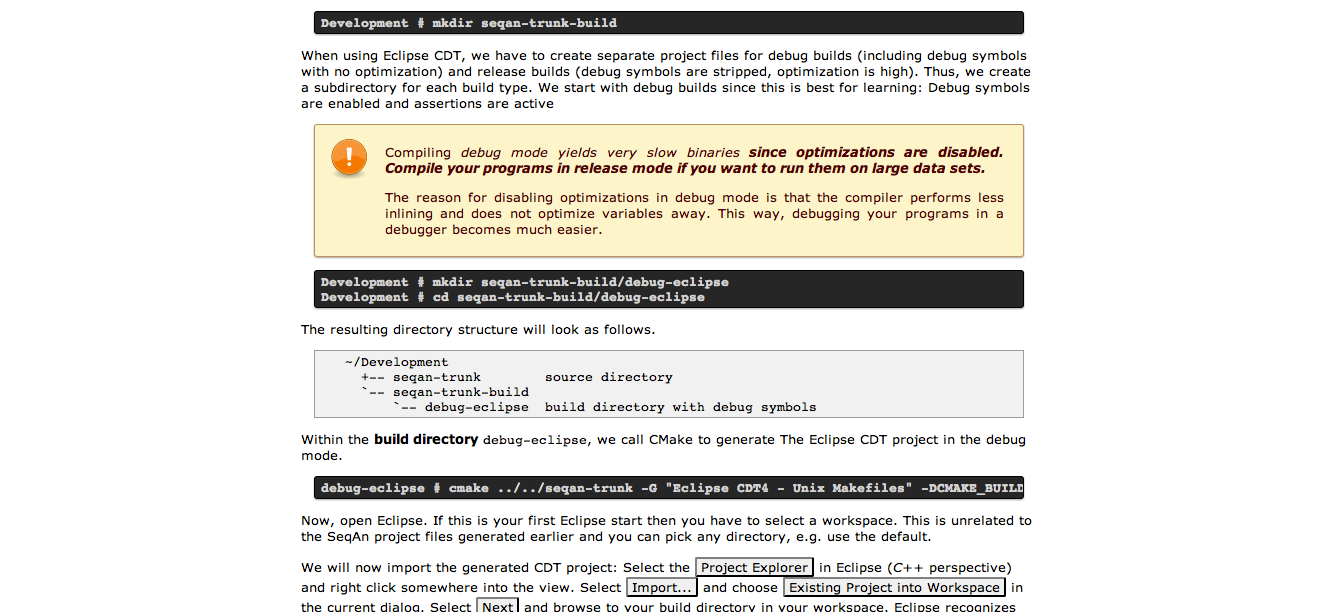 Development # mkdir seqan-trunk-build
When using Eclipse CDT, we have to create separate project files for debug builds (including debug symbols
with no optimization) and release builds (debug symbols are stripped, optimization is high). Thus, we create
a subdirectory for each build type. We start with debug builds since this is best for learning: Debug symbols
are enabled and assertions are active
Compiling debug mode yields very slow binaries since optimizations are disabled.
Compile your programs in release mode if you want to run them on large data sets.
The reason for disabling optimizations in debug mode is that the compiler performs less
inlining and does not optimize variables away. This way, debugging your programs in a
debugger becomes much easier.
Development # mkdir seqan-trunk-build/debug-eclipse
Development # cd seqan-trunk-build/debug-eclipse
The resulting directory structure will look as follows.
~/Development
+-- seqan-trunk source directory
`-- seqan-trunk-build
`-- debug-eclipse build directory with debug symbols
Within the build directory debug-eclipse, we call CMake to generate The Eclipse CDT project in the debug
mode.
debug-eclipse # cmake ../../seqan-trunk -G "Eclipse CDT4 - Unix Makefiles" -DCMAKE_BUILD
Now, open Eclipse. If this is your first Eclipse start then you have to select a workspace. This is unrelated to
the SeqAn project files generated earlier and you can pick any directory, e.g. use the default.
We will now import the generated CDT project: Select the Project Explorer in Eclipse (C++ perspective)
and right click somewhere into the view. Select Import... and choose Existing Project into Workspace in
the current dialog. Select Next and browse to your build directory in your workspace. Eclipse recognizes